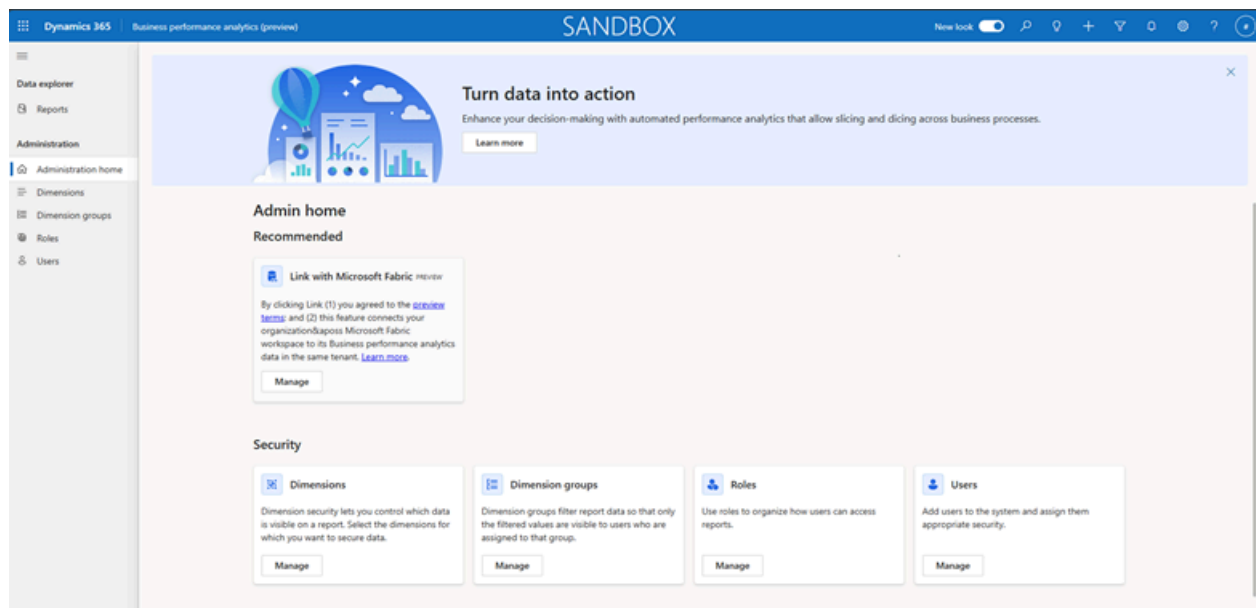 Dynamics 365 Business performance analytics (preview) SANDBOX New look
Turn data into action
Enhance your decision-making with automated performance analytics that allow slicing and dicing across business processes.
Learn more
Data explorer
Reports
Administration
Administration home
Dimensions
Dimension groups
Roles
Users
Admin home
Recommended
Link with Microsoft Fabric PREVIEW
By clicking Link (1) you agreed to the preview
terms; and (2) this feature connects your
organization&aposs Microsoft Fabric
workspace to its Business performance analytics
data in the same tenant. Learn more.
Manage
Security
Dimensions
Dimension security lets you control which data
is visible on a report. Select the dimensions for
which you want to secure data.
Manage
Dimension groups
Dimension groups filter report data so that only
the filtered values are visible to users who are
assigned to that group.
Manage
Roles
Use roles to organize how users can access
reports.
Manage
Users
Add users to the system and assign them
appropriate security.
Manage